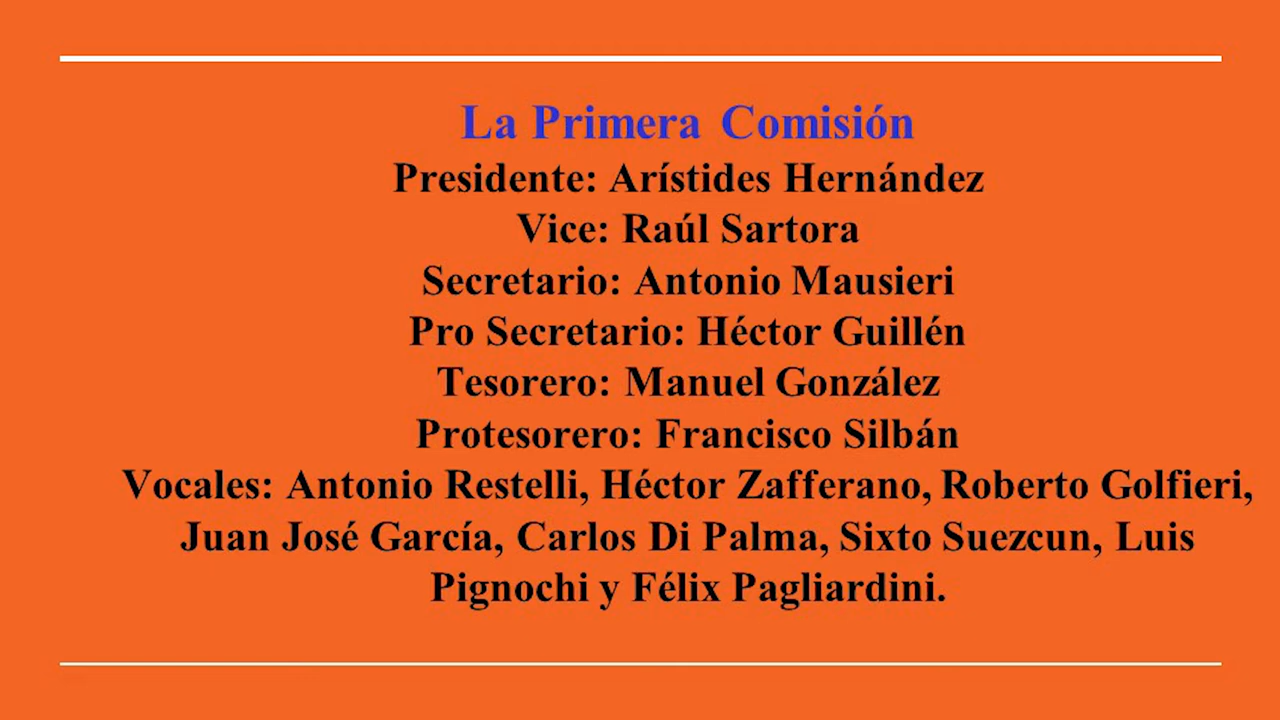 La Primera Comisión
Presidente: Arístides Hernández
Vice: Raúl Sartora
Secretario: Antonio Mausieri
Pro Secretario: Héctor Guillén
Tesorero: Manuel González
Protesorero: Francisco Silbán
Vocales: Antonio Restelli, Héctor Zafferano, Roberto Golfieri,
Juan José García, Carlos Di Palma, Sixto Suezcun, Luis
Pignochi y Félix Pagliardini.